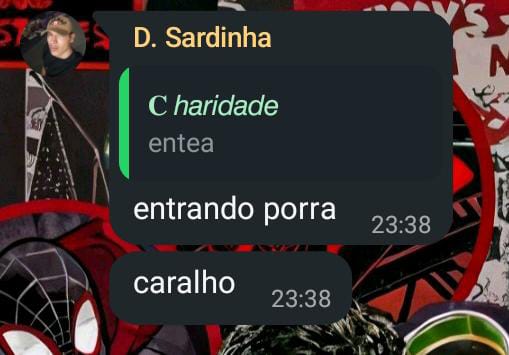 D. Sardinha
C haridade
entea
entrando porra
23:38
caralho
23:38